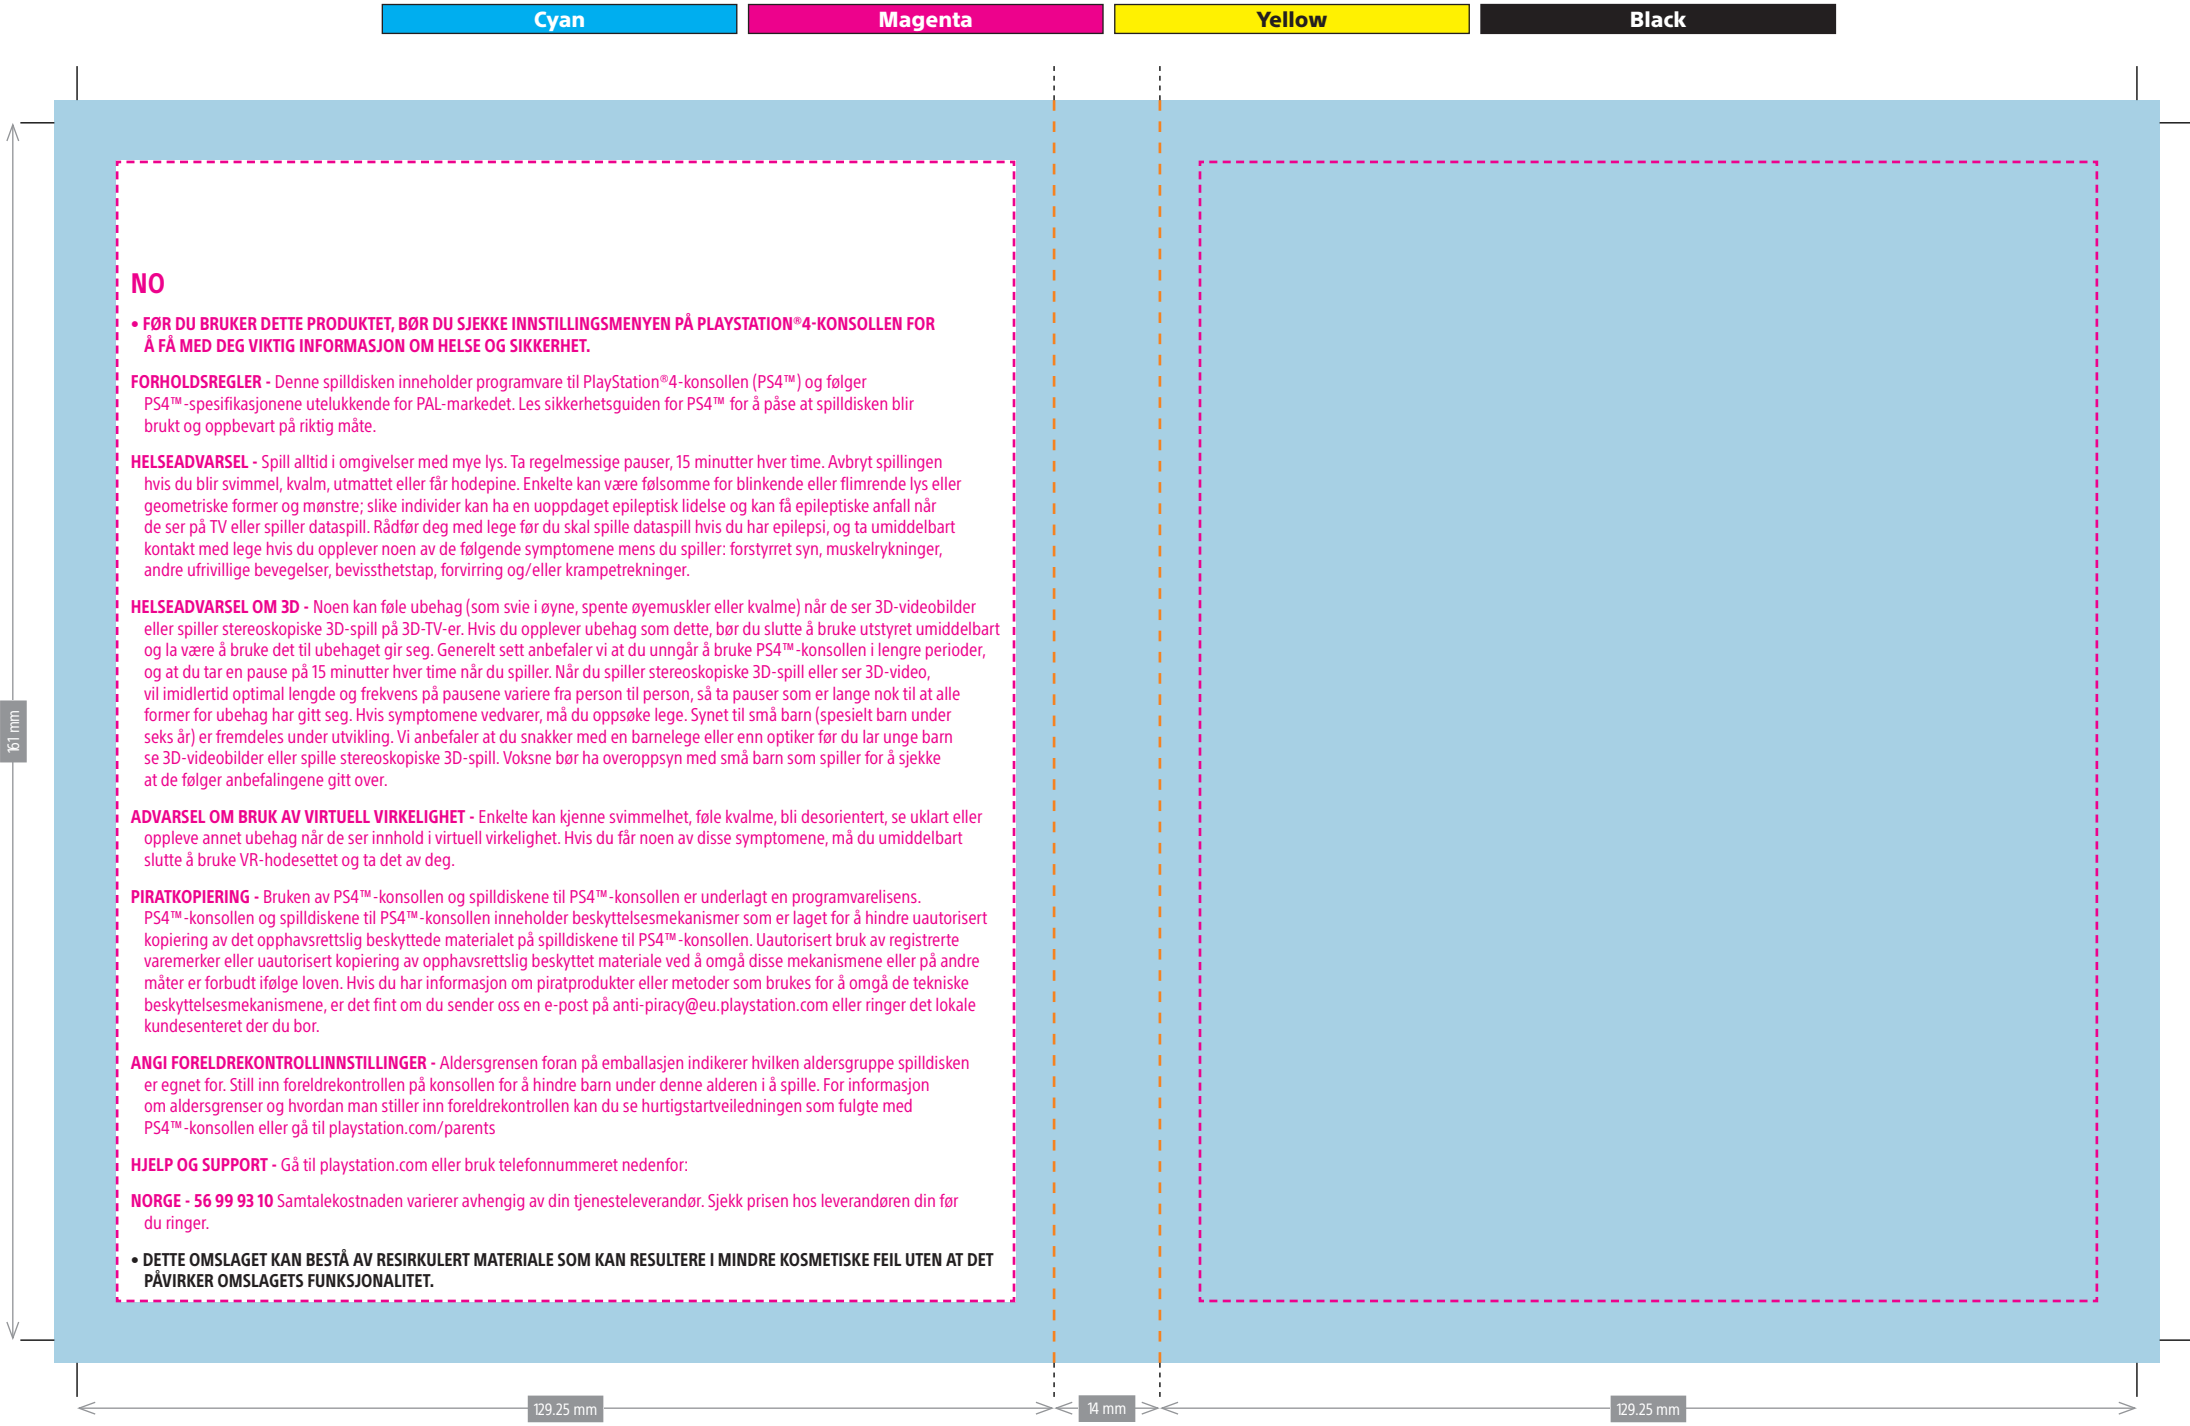 Cyan
Magenta
Yellow
Black
NO
• FØR DU BRUKER DETTE PRODUKTET, BØR DU SJEKKE INNSTILLINGSMENYEN PÅ PLAYSTATION®4-KONSOLLEN FOR
Å FÅ MED DEG VIKTIG INFORMASJON OM HELSE OG SIKKERHET.
FORHOLDSREGLER - Denne spilldisken inneholder programvare til PlayStation®4-konsollen (PS4™) og følger
PS4™-spesifikasjonene utelukkende for PAL-markedet. Les sikkerhetsguiden for PS4™ for å påse at spilldisken blir
brukt og oppbevart på riktig måte.
HELSEADVARSEL - Spill alltid i omgivelser med mye lys. Ta regelmessige pauser, 15 minutter hver time. Avbryt spillingen
hvis du blir svimmel, kvalm, utmattet eller får hodepine. Enkelte kan være følsomme for blinkende eller flimrende lys eller
geometriske former og mønstre; slike individer kan ha en uoppdaget epileptisk lidelse og kan få epileptiske anfall når
de ser på TV eller spiller dataspill. Rådfør deg med lege før du skal spille dataspill hvis du har epilepsi, og ta umiddelbart
kontakt med lege hvis du opplever noen av de følgende symptomene mens du spiller: forstyrret syn, muskelrykninger,
andre ufrivillige bevegelser, bevissthetstap, forvirring og/eller krampetrekninger.
HELSEADVARSEL OM 3D - Noen kan føle ubehag (som svie i øyne, spente øyemuskler eller kvalme) når de ser 3D-videobilder
eller spiller stereoskopiske 3D-spill på 3D-TV-er. Hvis du opplever ubehag som dette, bør du slutte å bruke utstyret umiddelbart
og la være å bruke det til ubehaget gir seg. Generelt sett anbefaler vi at du unngår å bruke PS4™-konsollen i lengre perioder,
og at du tar en pause på 15 minutter hver time når du spiller. Når du spiller stereoskopiske 3D-spill eller ser 3D-video,
vil imidlertid optimal lengde og frekvens på pausene variere fra person til person, så ta pauser som er lange nok til at alle
former for ubehag har gitt seg. Hvis symptomene vedvarer, må du oppsøke lege. Synet til små barn (spesielt barn under
seks år) er fremdeles under utvikling. Vi anbefaler at du snakker med en barnelege eller enn optiker før du lar unge barn
se 3D-videobilder eller spille stereoskopiske 3D-spill. Voksne bør ha overoppsyn med små barn som spiller for å sjekke
at de følger anbefalingene gitt over.
ADVARSEL OM BRUK AV VIRTUELL VIRKELIGHET - Enkelte kan kjenne svimmelhet, føle kvalme, bli desorientert, se uklart eller
oppleve annet ubehag når de ser innhold i virtuell virkelighet. Hvis du får noen av disse symptomene, må du umiddelbart
slutte å bruke VR-hodesettet og ta det av deg.
PIRATKOPIERING - Bruken av PS4™-konsollen og spilldiskene til PS4™-konsollen er underlagt en programvarelisens.
PS4™-konsollen og spilldiskene til PS4™-konsollen inneholder beskyttelsesmekanismer som er laget for å hindre uautorisert
kopiering av det opphavsrettslig beskyttede materialet på spilldiskene til PS4™-konsollen. Uautorisert bruk av registrerte
varemerker eller uautorisert kopiering av opphavsrettslig beskyttet materiale ved å omgå disse mekanismene eller på andre
måter er forbudt ifølge loven. Hvis du har informasjon om piratprodukter eller metoder som brukes for å omgå de tekniske
beskyttelsesmekanismene, er det fint om du sender oss en e-post på anti-piracy@eu.playstation.com eller ringer det lokale
kundesenteret der du bor.
ANGI FORELDREKONTROLLINNSTILLINGER - Aldersgrensen foran på emballasjen indikerer hvilken aldersgruppe spilldisken
er egnet for. Still inn foreldrekontrollen på konsollen for å hindre barn under denne alderen i å spille. For informasjon
om aldersgrenser og hvordan man stiller inn foreldrekontrollen kan du se hurtigstartveiledningen som fulgte med
PS4™-konsollen eller gå til playstation.com/parents
HJELP OG SUPPORT - Gå til playstation.com eller bruk telefonnummeret nedenfor:
NORGE - 56 99 93 10 Samtalekostnaden varierer avhengig av din tjenesteleverandør. Sjekk prisen hos leverandøren din før
du ringer.
• DETTE OMSLAGET KAN BESTÅ AV RESIRKULERT MATERIALE SOM KAN RESULTERE I MINDRE KOSMETISKE FEIL UTEN AT DET
PÅVIRKER OMSLAGETS FUNKSJONALITET.
161 mm
129.25 mm
14 mm
129.25 mm